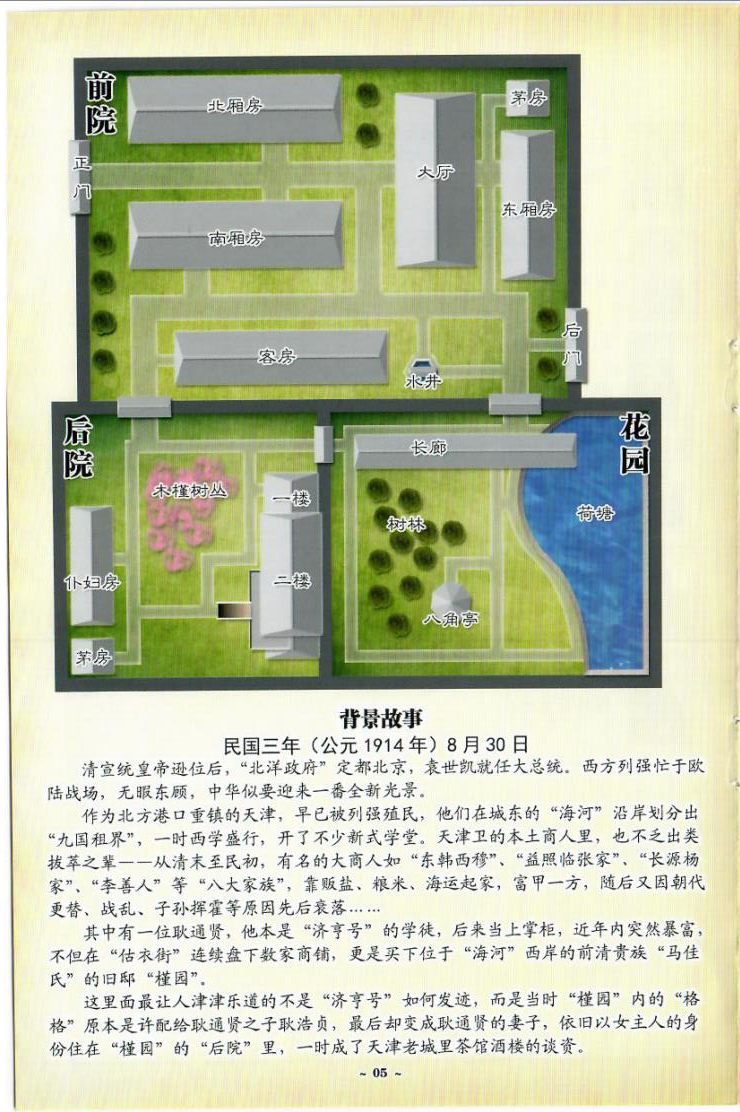 前院
北厢房
茅房
正门
大厅
东厢房
南厢房
后门
客房
水井
后院
花园
长廊
木槿树丛
一楼
荷塘
树林
仆妇房
二楼
八角亭
茅房
背景故事
民国三年（公元1914年）8月30日
清宣统皇帝逊位后，“北洋政府”定都北京，袁世凯就任大总统。西方列强忙于欧
陆战场，无暇东顾，中华似要迎来一番全新光景。
作为北方港口重镇的天津，早已被列强殖民，他们在城东的“海河”沿岸划分出
“九国租界”，一时西学盛行，开了不少新式学堂。天津卫的本土商人里，也不乏出类
拔萃之辈——从清末至民初，有名的大商人如“东韩西穆”、“益照临张家”、“长源杨
家”、“李善人”等“八大家族”，靠贩盐、粮米、海运起家，富甲一方，随后又因朝代
更替、战乱、子孙挥霍等原因先后衰落……
其中有一位耿通贤，他本是“济亨号”的学徒，后来当上掌柜，近年内突然暴富，
不但在“估衣街”连续盘下数家商铺，更是买下位于“海河”西岸的前清贵族“马佳
氏”的旧邸“槿园”。
这里面最让人津津乐道的不是“济亨号”如何发迹，而是当时“槿园”内的“格
格”原本是许配给耿通贤之子耿浩贞，最后却变成耿通贤的妻子，依旧以女主人的身
份住在“槿园”的“后院”里，一时成了天津老城里茶馆酒楼的谈资。
~ 05 ~